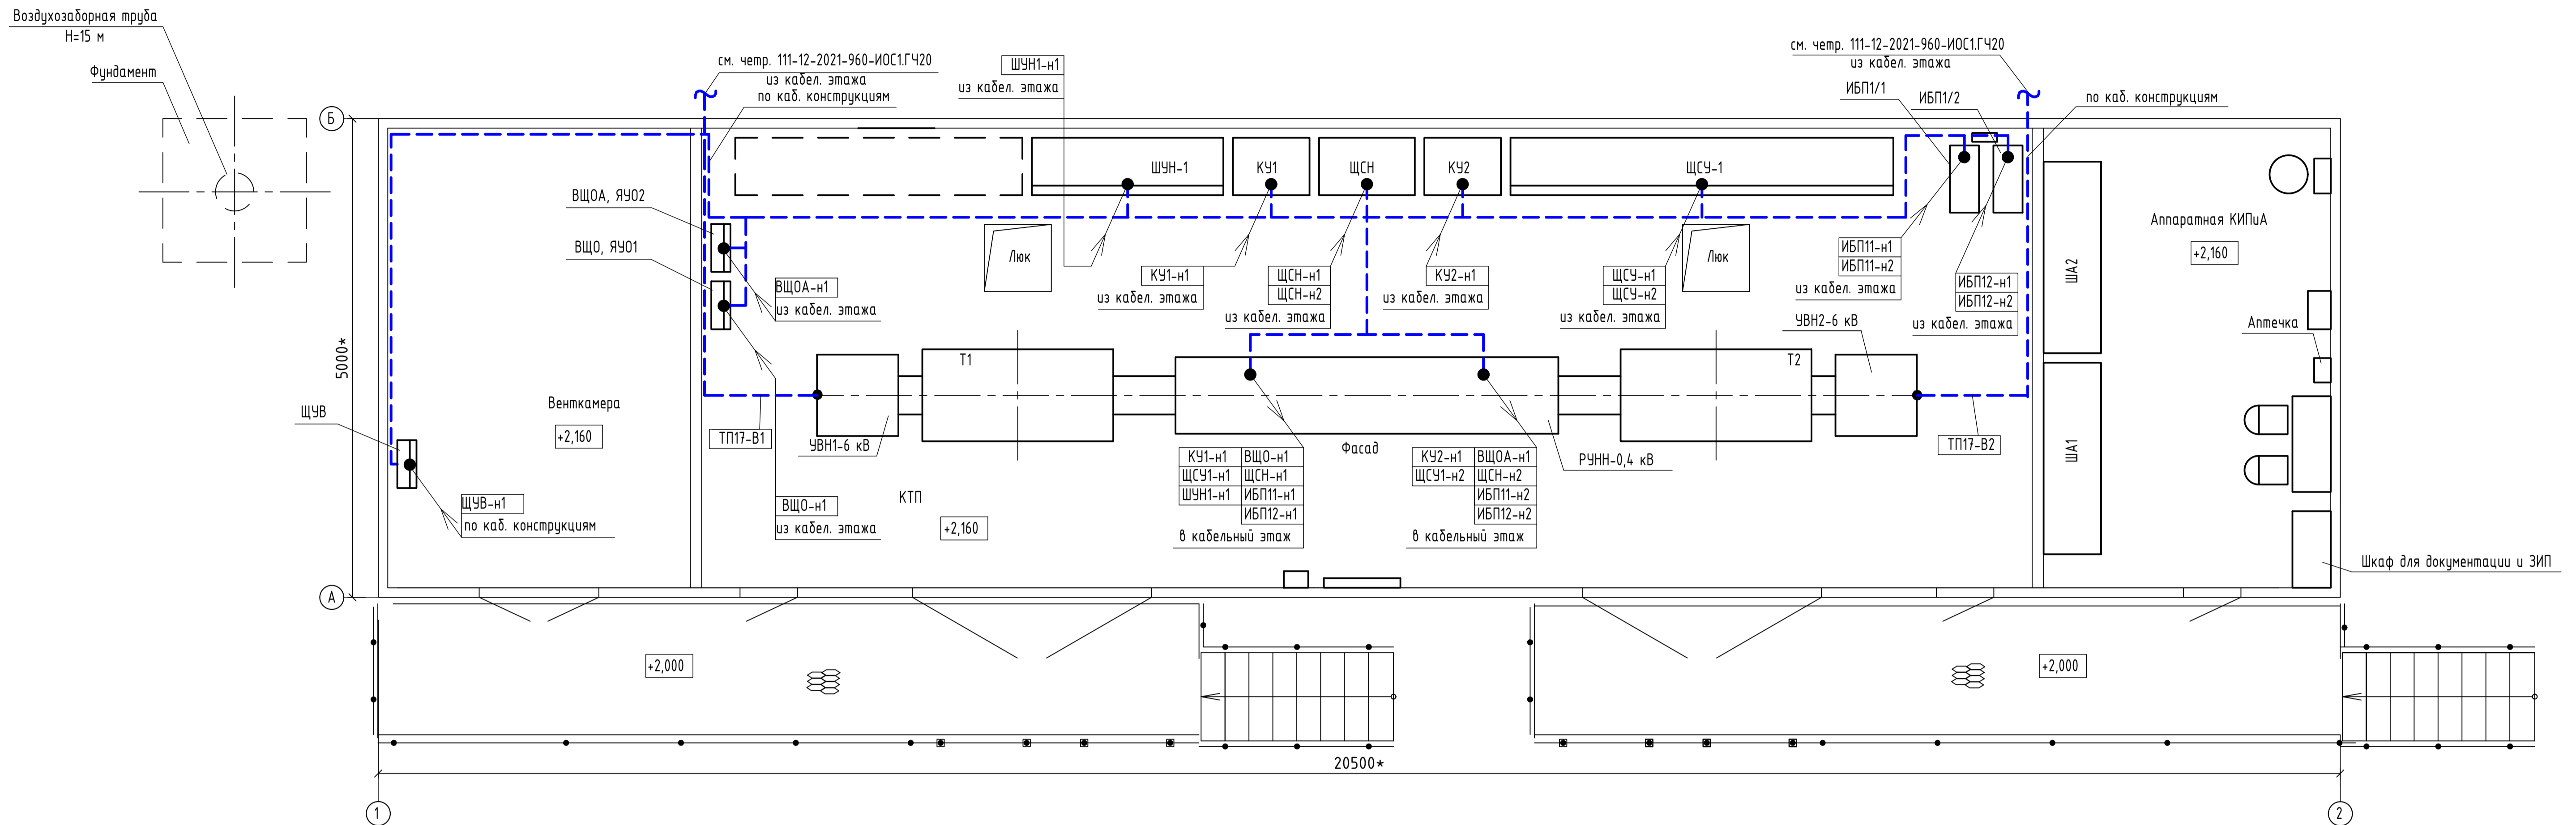 Воздухозаборная труба
Н=15 м
Фундамент
см. четр. 111-12-2021-960-ИОС1.ГЧ20
из кабел. этажа
по каб. конструкциям
ШУН1-н1
из кабел. этажа
см. четр. 111-12-2021-960-ИОС1.ГЧ20
из кабел. этажа
ИБП1/1
ИБП1/2
по каб. конструкциям
Б
ШУН-1
КУ1
ЩСН
КУ2
ЩСУ-1
ВЩОА, ЯУО2
ВЩО, ЯУО1
Люк
Люк
Аппаратная КИПиА
+2,160
ША2
ША1
ВЩОА-н1
из кабел. этажа
КУ1-н1
из кабел. этажа
ЩСН-н1
ЩСН-н2
из кабел. этажа
КУ2-н1
из кабел. этажа
ЩСУ-н1
ЩСУ-н2
из кабел. этажа
ИБП11-н1
ИБП11-н2
из кабел. этажа
ИБП12-н1
ИБП12-н2
из кабел. этажа
УВН2-6 кВ
Аптечка
5000*
Т1
Т2
ЩУВ
Венткамера
+2,160
ТП17-В1
УВН1-6 кВ
Фасад
РУНН-0,4 кВ
ТП17-В2
КУ1-н1 ВЩО-н1
ЩСУ1-н1 ЩСН-н1
ШУН1-н1 ИБП11-н1
ИБП12-н1
в кабельный этаж
КУ2-н1 ВЩОА-н1
ЩСУ1-н2 ЩСН-н2
ИБП11-н2
ИБП12-н2
в кабельный этаж
ЩУВ-н1
по каб. конструкциям
ВЩО-н1
из кабел. этажа
КТП
+2,160
Шкаф для документации и ЗИП
А
+2,000
+2,000
20500*
1
2